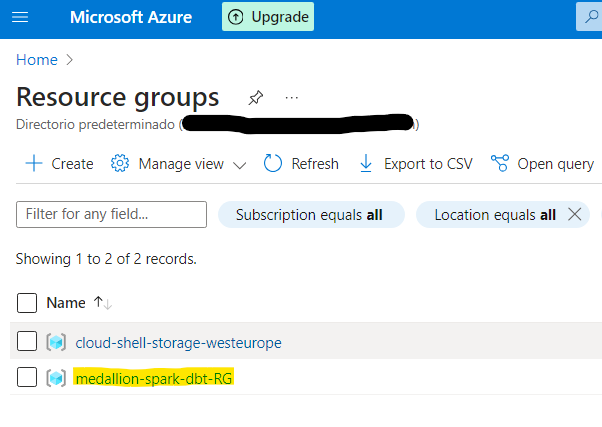 Microsoft Azure Upgrade
Home >
Resource groups ...
Directorio predeterminado ( )
+ Create Manage view Refresh Export to CSV Open query
Filter for any field... Subscription equals all Location equals all
Showing 1 to 2 of 2 records.
Name ↑↓
cloud-shell-storage-westeurope
medallion-spark-dbt-RG